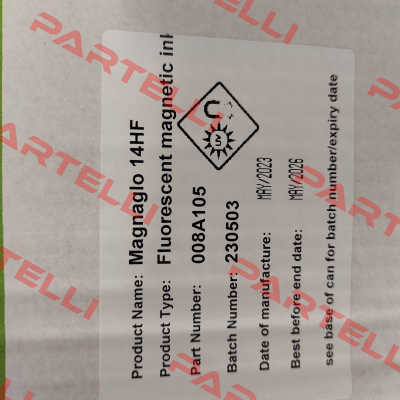 Product Name: Magnaglo 14HF
Product Type: Fluorescent magnetic ink
Part Number: 008A105
Batch Number: 230503
Date of manufacture: MAY/2023
Best before end date: MAY/2026
see base of can for batch number/expiry date
UV
PARTELLI
PARTELLI
PARTELLI
PARTELLI